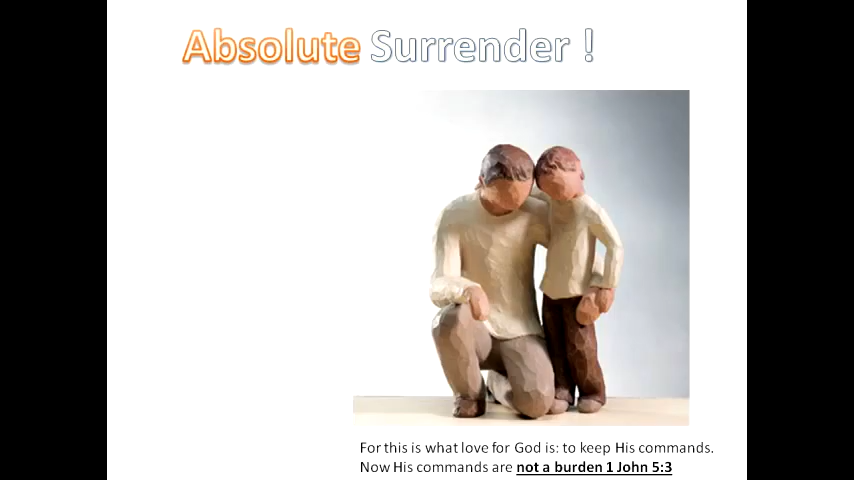 Absolute Surrender !
For this is what love for God is: to keep His commands.
Now His commands are not a burden 1 John 5:3